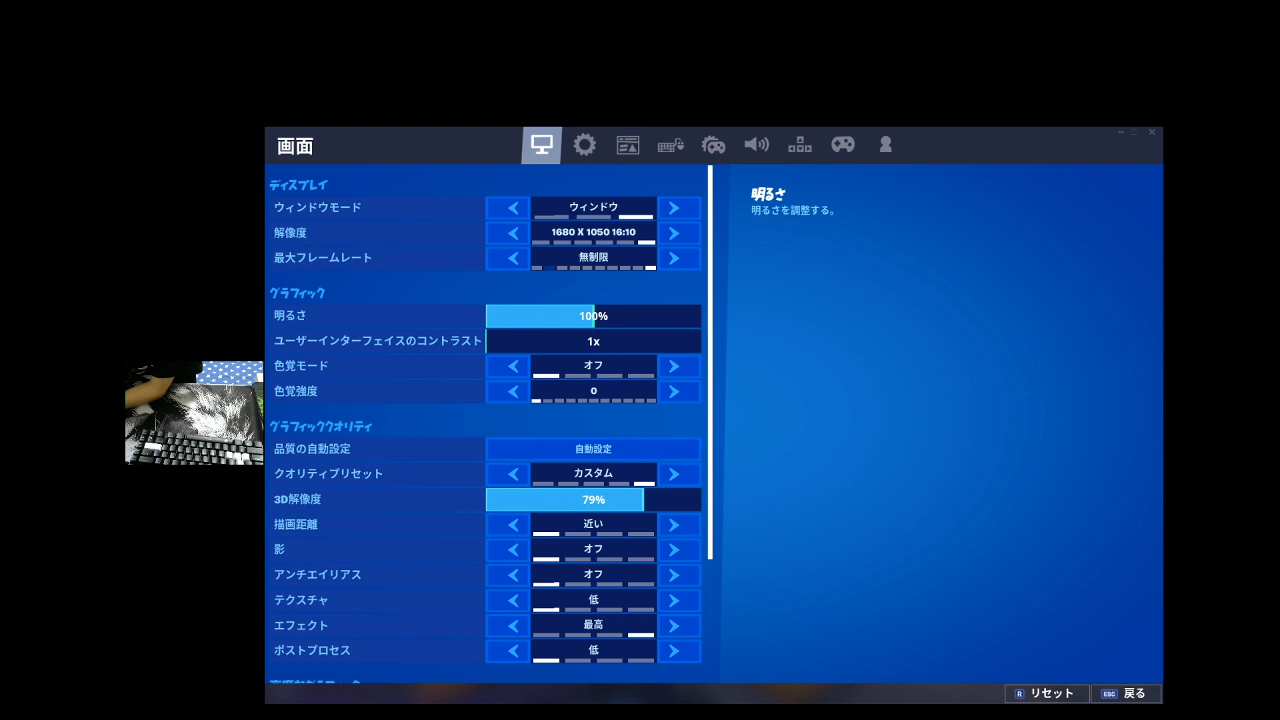 画面
ディスプレイ
ウィンドウモード ウィンドウ
解像度 1680 X 1050 16:10
最大フレームレート 無制限
グラフィック
明るさ 100%
ユーザーインターフェイスのコントラスト 1x
色覚モード オフ
色覚強度 0
グラフィッククオリティ
品質の自動設定 自動設定
クオリティプリセット カスタム
3D解像度 79%
描画距離 近い
影 オフ
アンチエイリアス オフ
テクスチャ 低
エフェクト 最高
ポストプロセス 低
明るさ
明るさを調整する。
R リセット
ESC 戻る